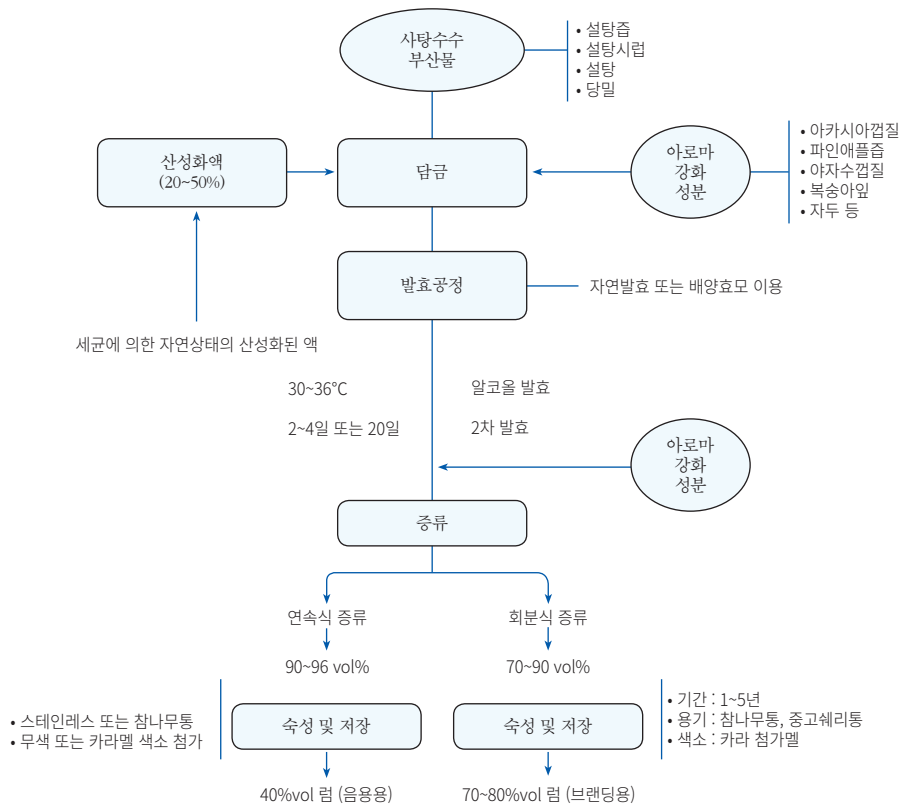 사탕수수
부산물
• 설탕즙
• 설탕시럽
• 설탕
• 당밀
산성화액
(20~50%)
담금
아로마
강화
성분
• 아카시아껍질
• 파인애플즙
• 야자수껍질
• 복숭아잎
• 자두 등
발효공정
자연발효 또는 배양효모 이용
세균에 의한 자연상태의 산성화된 액
30~36℃
알코올 발효
2~4일 또는 20일
2차 발효
아로마
강화
성분
증류
연속식 증류
회분식 증류
90~96 vol%
70~90 vol%
• 스테인레스 또는 참나무통
• 무색 또는 카라멜 색소 첨가
숙성 및 저장
숙성 및 저장
• 기간 : 1~5년
• 용기 : 참나무통, 중고쉐리통
• 색소 : 카라 첨가멜
40%vol 럼 (음용용)
70~80%vol 럼 (브랜딩용)